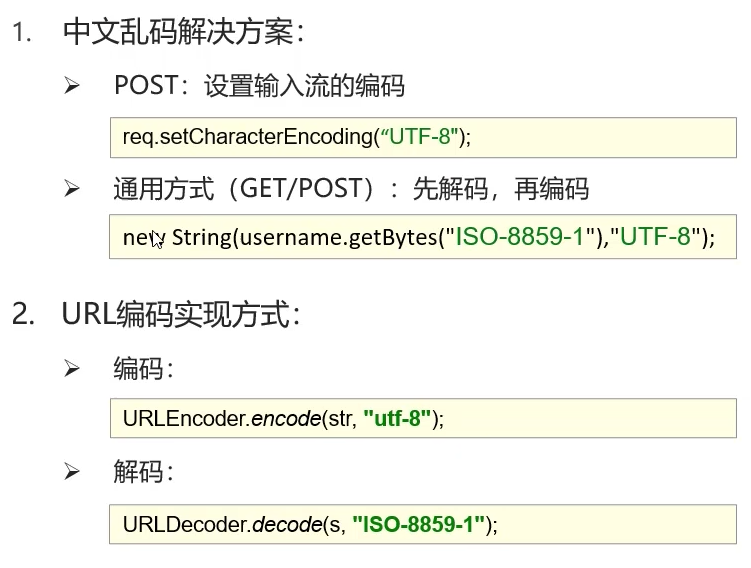 1. 中文乱码解决方案：
➢ POST：设置输入流的编码
req.setCharacterEncoding(“UTF-8");
➢ 通用方式（GET/POST）：先解码，再编码
new String(username.getBytes("ISO-8859-1"),"UTF-8");
2. URL编码实现方式：
➢ 编码：
URLEncoder.encode(str, "utf-8");
➢ 解码：
URLDecoder.decode(s, "ISO-8859-1");